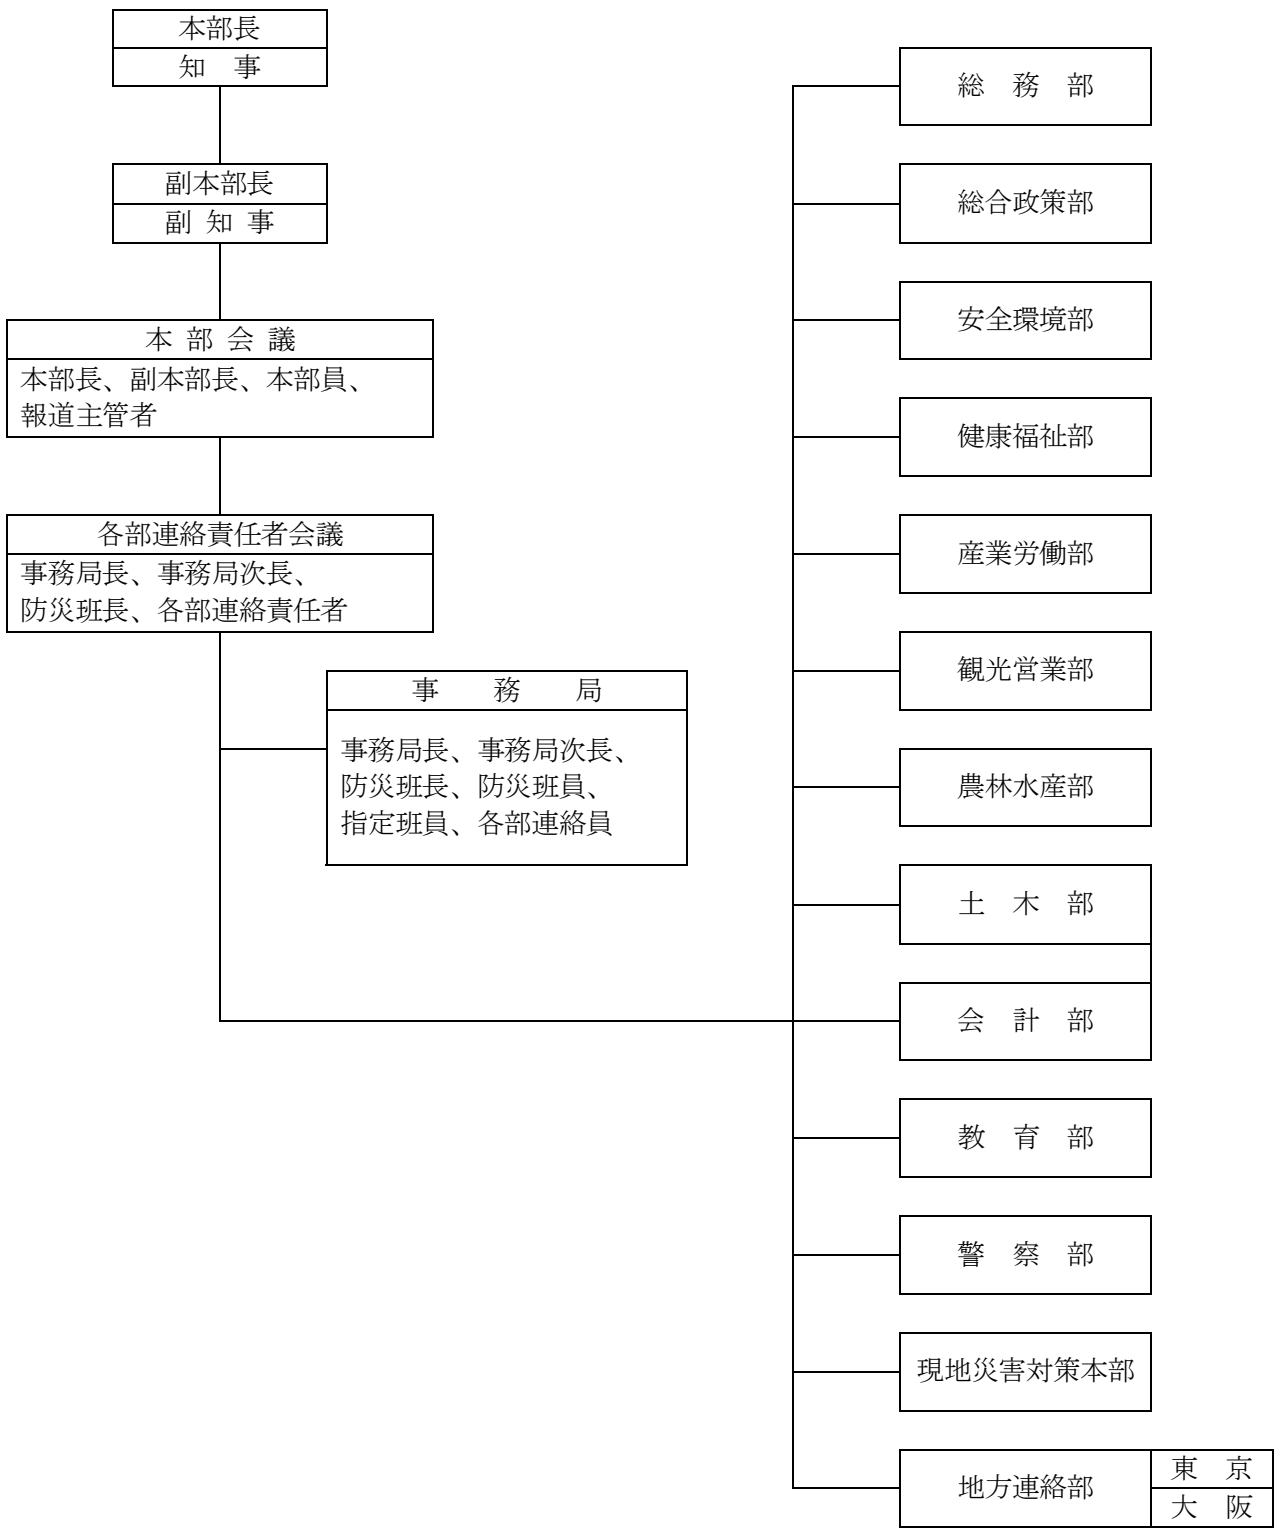 本部長
知　事
副本部長
副 知 事
本 部 会 議
本部長、副本部長、本部員、
報道主管者
各部連絡責任者会議
事務局長、事務局次長、
防災班長、各部連絡責任者
事　　務　　局
事務局長、事務局次長、
防災班長、防災班員、
指定班員、各部連絡員
総　務　部
総合政策部
安全環境部
健康福祉部
産業労働部
観光営業部
農林水産部
土　木　部
会　計　部
教　育　部
警　察　部
現地災害対策本部
地方連絡部
東　京
大　阪